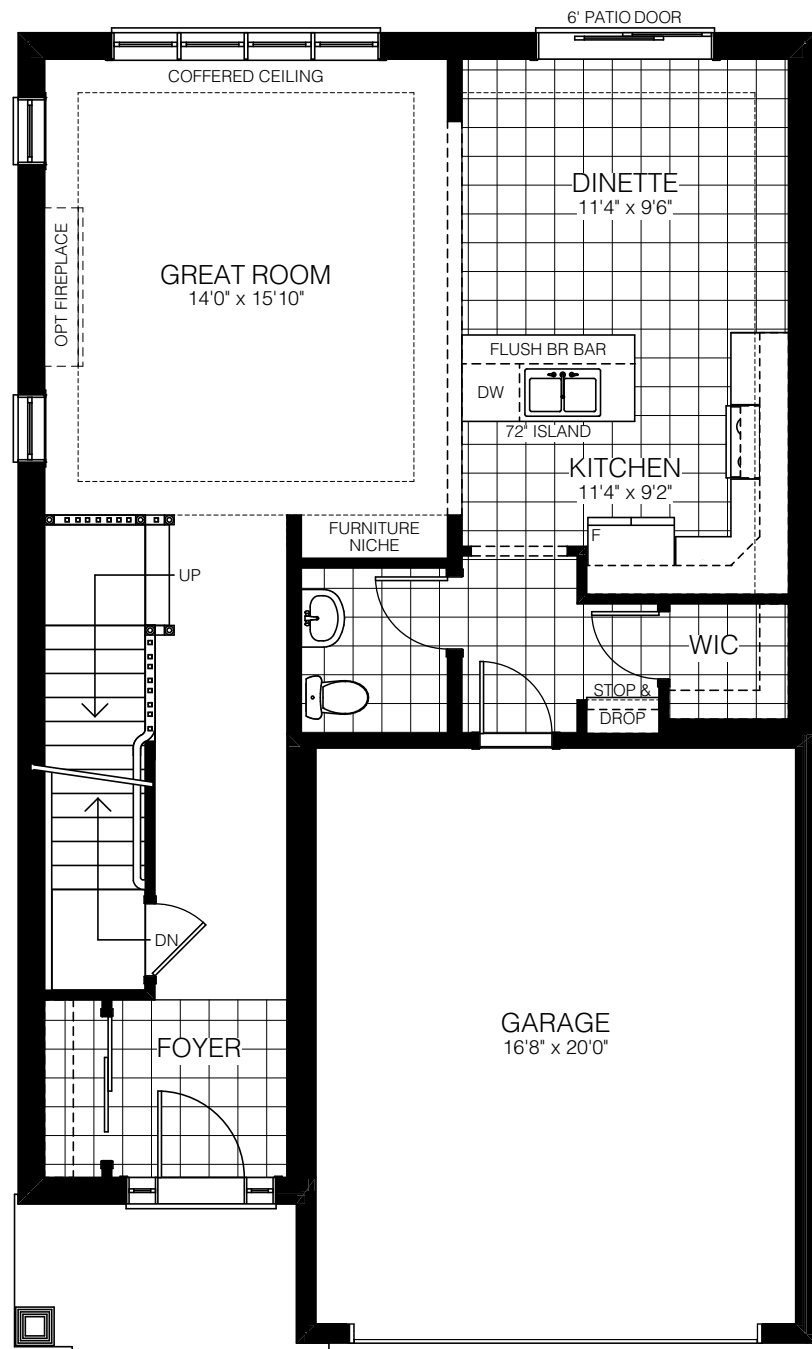 6' PATIO DOOR
COFFERED CEILING
DINETTE
11'4" x 9'6"
OPT FIREPLACE
GREAT ROOM
14'0" x 15'10"
FLUSH BR BAR
DW
72" ISLAND
KITCHEN
11'4" x 9'2"
FURNITURE
NICHE
F
UP
WIC
STOP &
DROP
DN
GARAGE
16'8" x 20'0"
FOYER